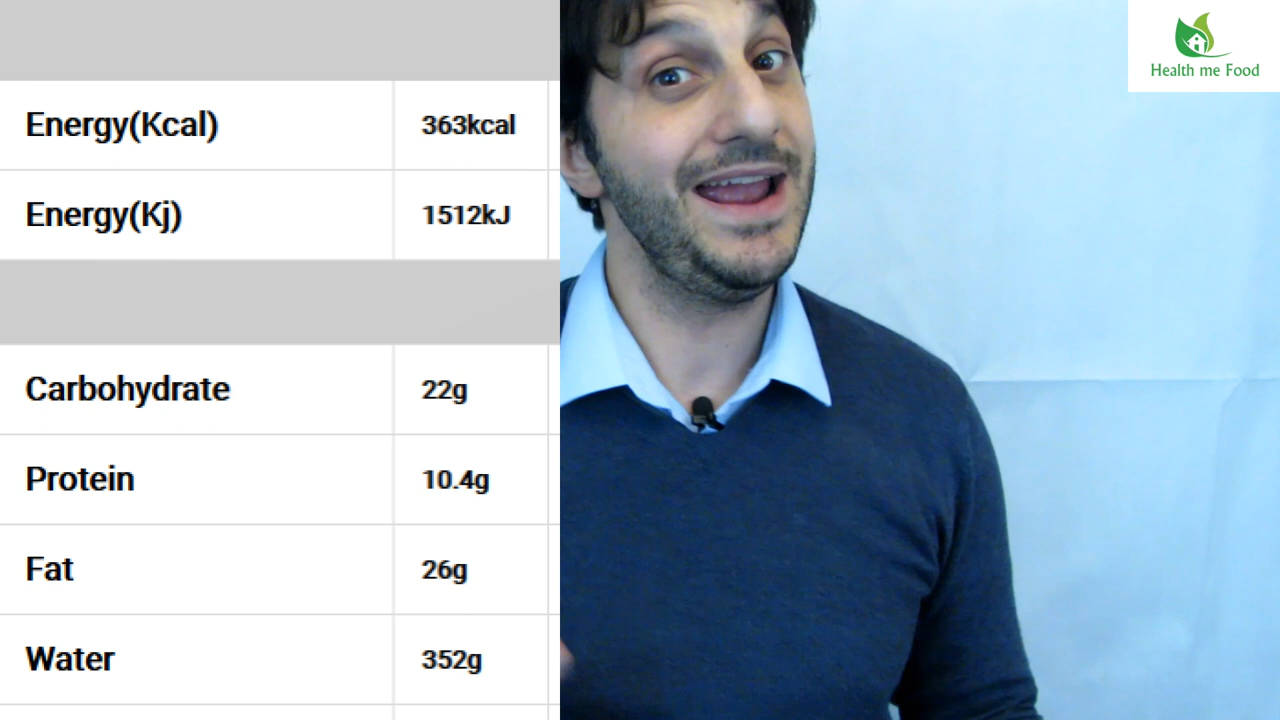 Energy(Kcal) 363kcal
Energy(Kj) 1512kJ
Carbohydrate 22g
Protein 10.4g
Fat 26g
Water 352g
Health me Food